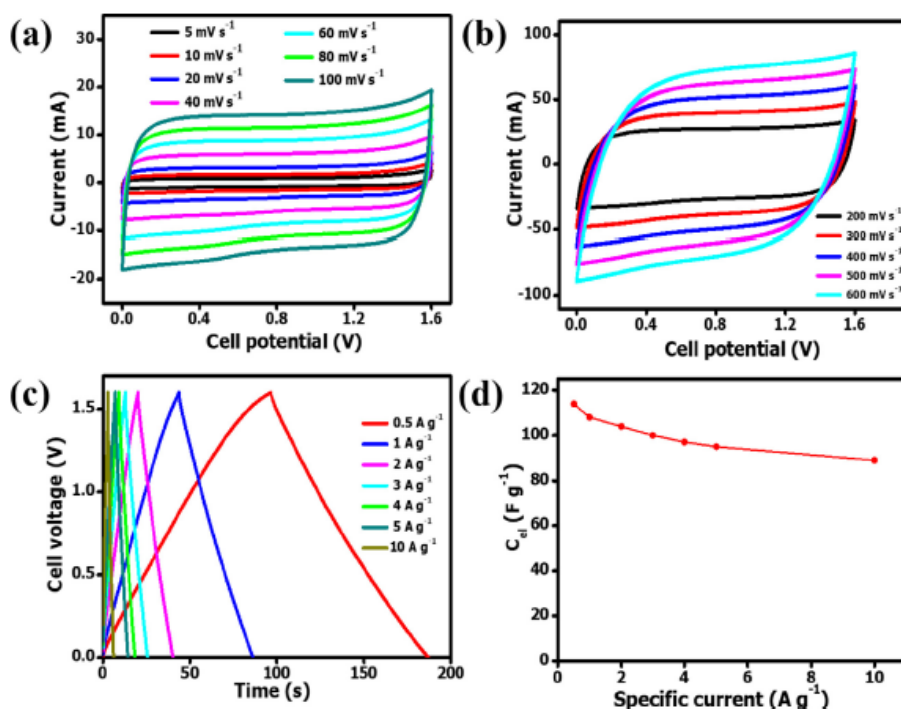 (a)
5 mV s⁻¹
10 mV s⁻¹
20 mV s⁻¹
40 mV s⁻¹
60 mV s⁻¹
80 mV s⁻¹
100 mV s⁻¹
30
20
10
0
-10
-20
Current (mA)
0.0 0.4 0.8 1.2 1.6
Cell potential (V)
(b)
100
50
0
-50
-100
Current (mA)
200 mV s⁻¹
300 mV s⁻¹
400 mV s⁻¹
500 mV s⁻¹
600 mV s⁻¹
0.0 0.4 0.8 1.2 1.6
Cell potential (V)
(c)
1.5
1.0
0.5
0.0
Cell voltage (V)
0.5 A g⁻¹
1 A g⁻¹
2 A g⁻¹
3 A g⁻¹
4 A g⁻¹
5 A g⁻¹
10 A g⁻¹
0 50 100 150 200
Time (s)
(d)
120
100
80
60
40
20
0
Cel (F g⁻¹)
0 2 4 6 8 10
Specific current (A g⁻¹)